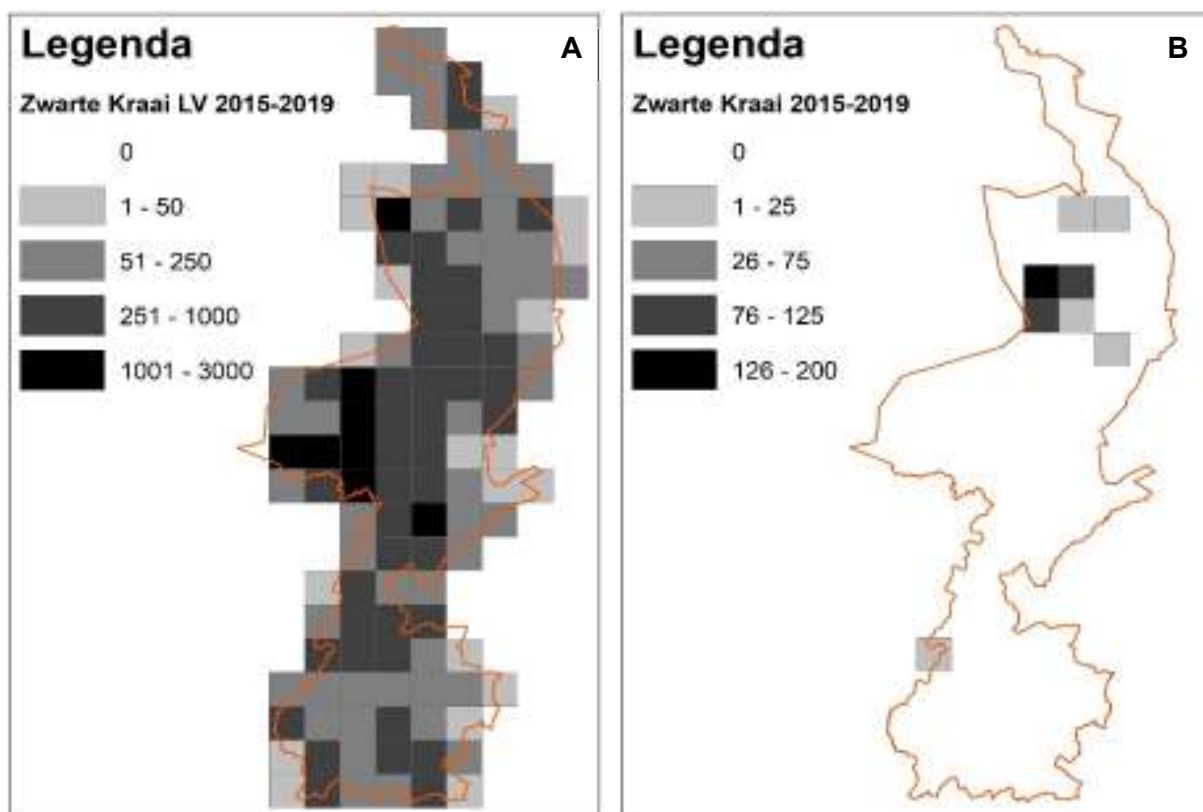 Legenda
A
Zwarte Kraai LV 2015-2019
0
1 - 50
51 - 250
251 - 1000
1001 - 3000
Legenda
B
Zwarte Kraai 2015-2019
0
1 - 25
26 - 75
76 - 125
126 - 200